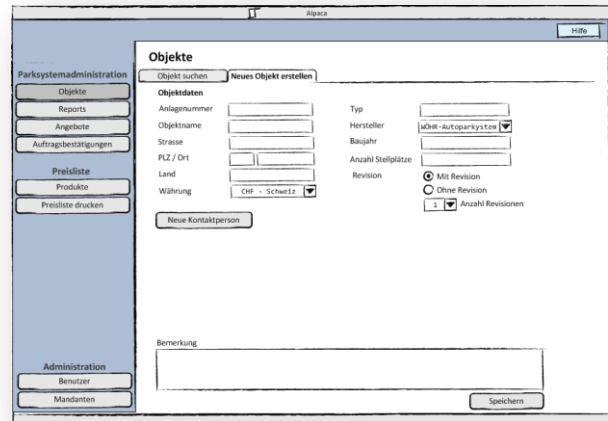 Alpaca
Hilfe
Parksystemadministration
Objekte
Reports
Angebote
Auftragsbestätigungen
Preisliste
Produkte
Preisliste drucken
Administration
Benutzer
Mandanten
Objekte
Objekt suchen
Neues Objekt erstellen
Objektdaten
Anlagenummer
Objektname
Strasse
PLZ / Ort
Land
Währung
CHF - Schweiz
Neue Kontaktperson
Typ
Hersteller
WÖHR-Autoparkystem
Baujahr
Anzahl Stellplätze
Revision
Mit Revision
Ohne Revision
1 Anzahl Revisionen
Bemerkung
Speichern